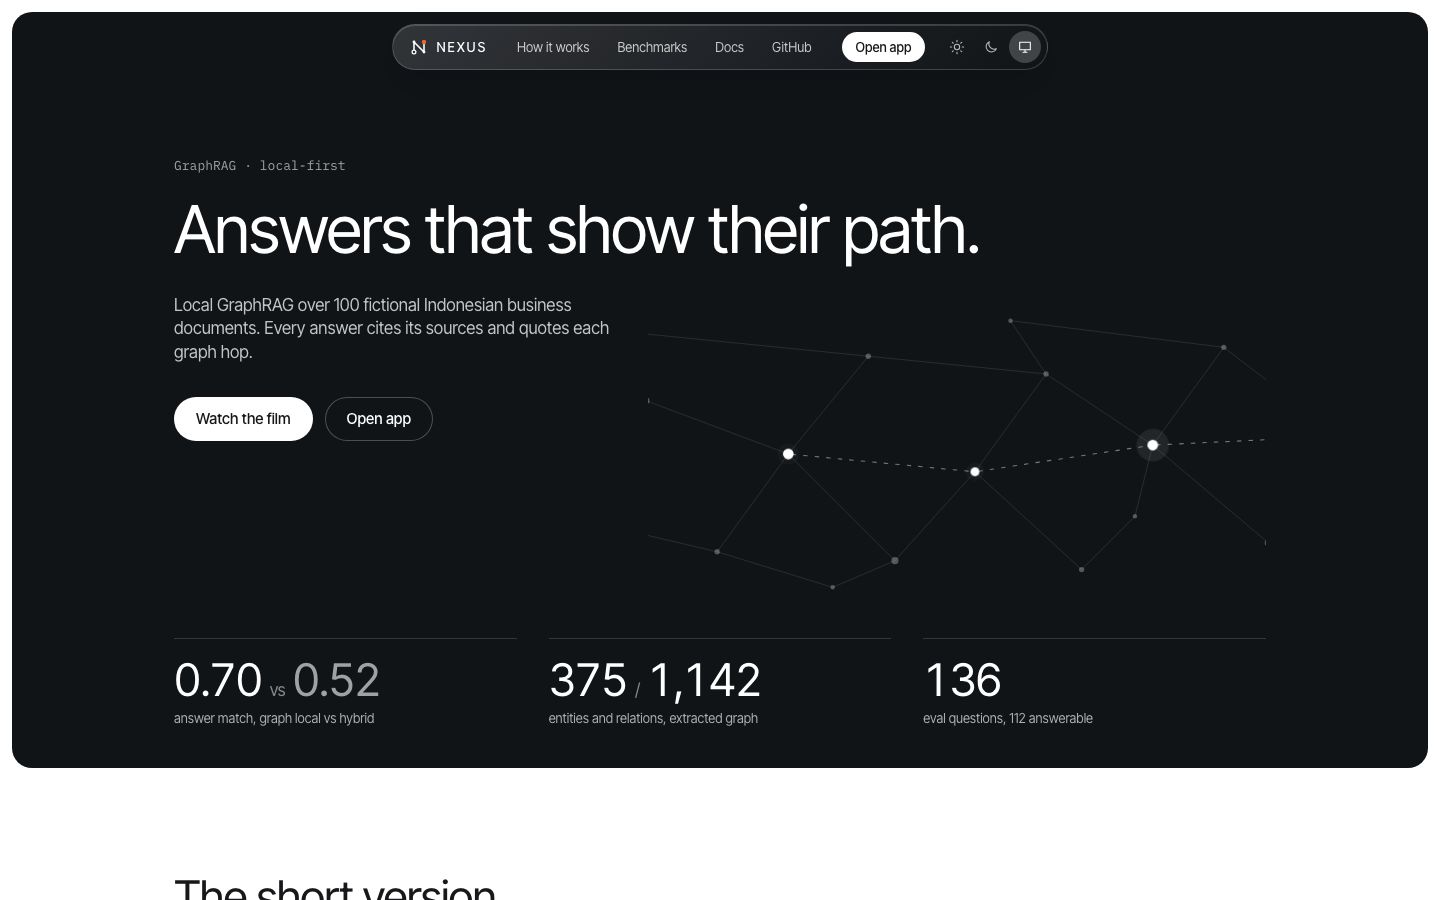 NEXUS How it works Benchmarks Docs GitHub Open app
GraphRAG · local-first
Answers that show their path.
Local GraphRAG over 100 fictional Indonesian business
documents. Every answer cites its sources and quotes each
graph hop.
Watch the film Open app
0.70 vs 0.52
answer match, graph local vs hybrid
375 / 1,142
entities and relations, extracted graph
136
eval questions, 112 answerable
The short version